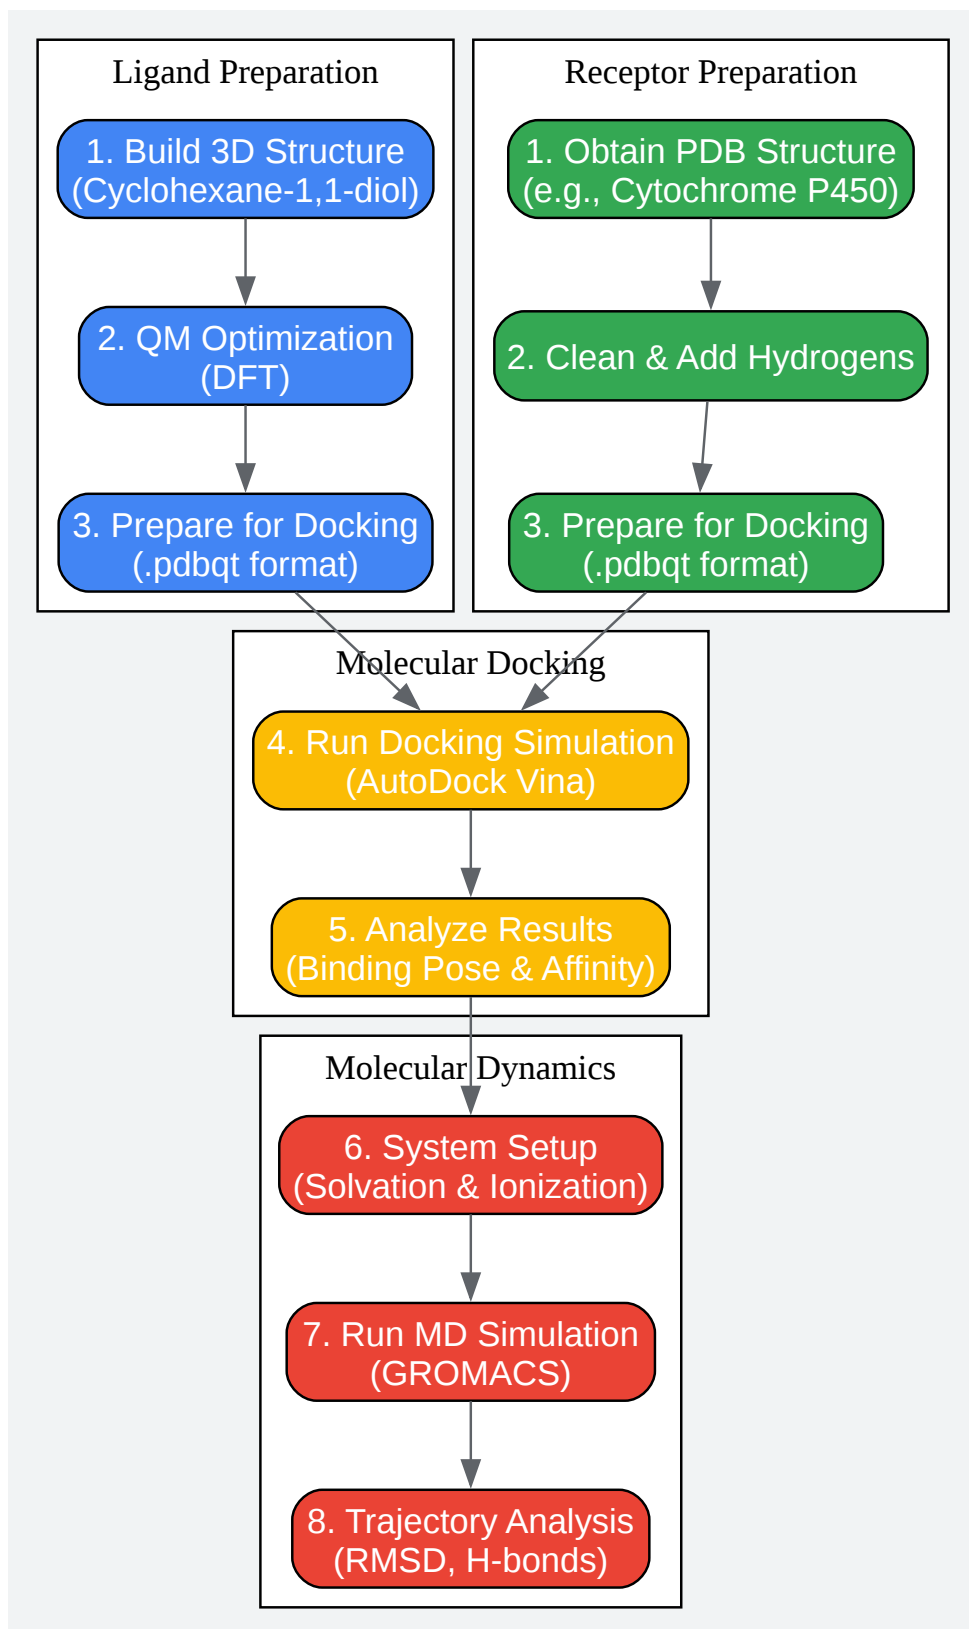 Ligand Preparation
1. Build 3D Structure
(Cyclohexane-1,1-diol)
2. QM Optimization
(DFT)
3. Prepare for Docking
(.pdbqt format)
Receptor Preparation
1. Obtain PDB Structure
(e.g., Cytochrome P450)
2. Clean & Add Hydrogens
3. Prepare for Docking
(.pdbqt format)
Molecular Docking
4. Run Docking Simulation
(AutoDock Vina)
5. Analyze Results
(Binding Pose & Affinity)
Molecular Dynamics
6. System Setup
(Solvation & Ionization)
7. Run MD Simulation
(GROMACS)
8. Trajectory Analysis
(RMSD, H-bonds)